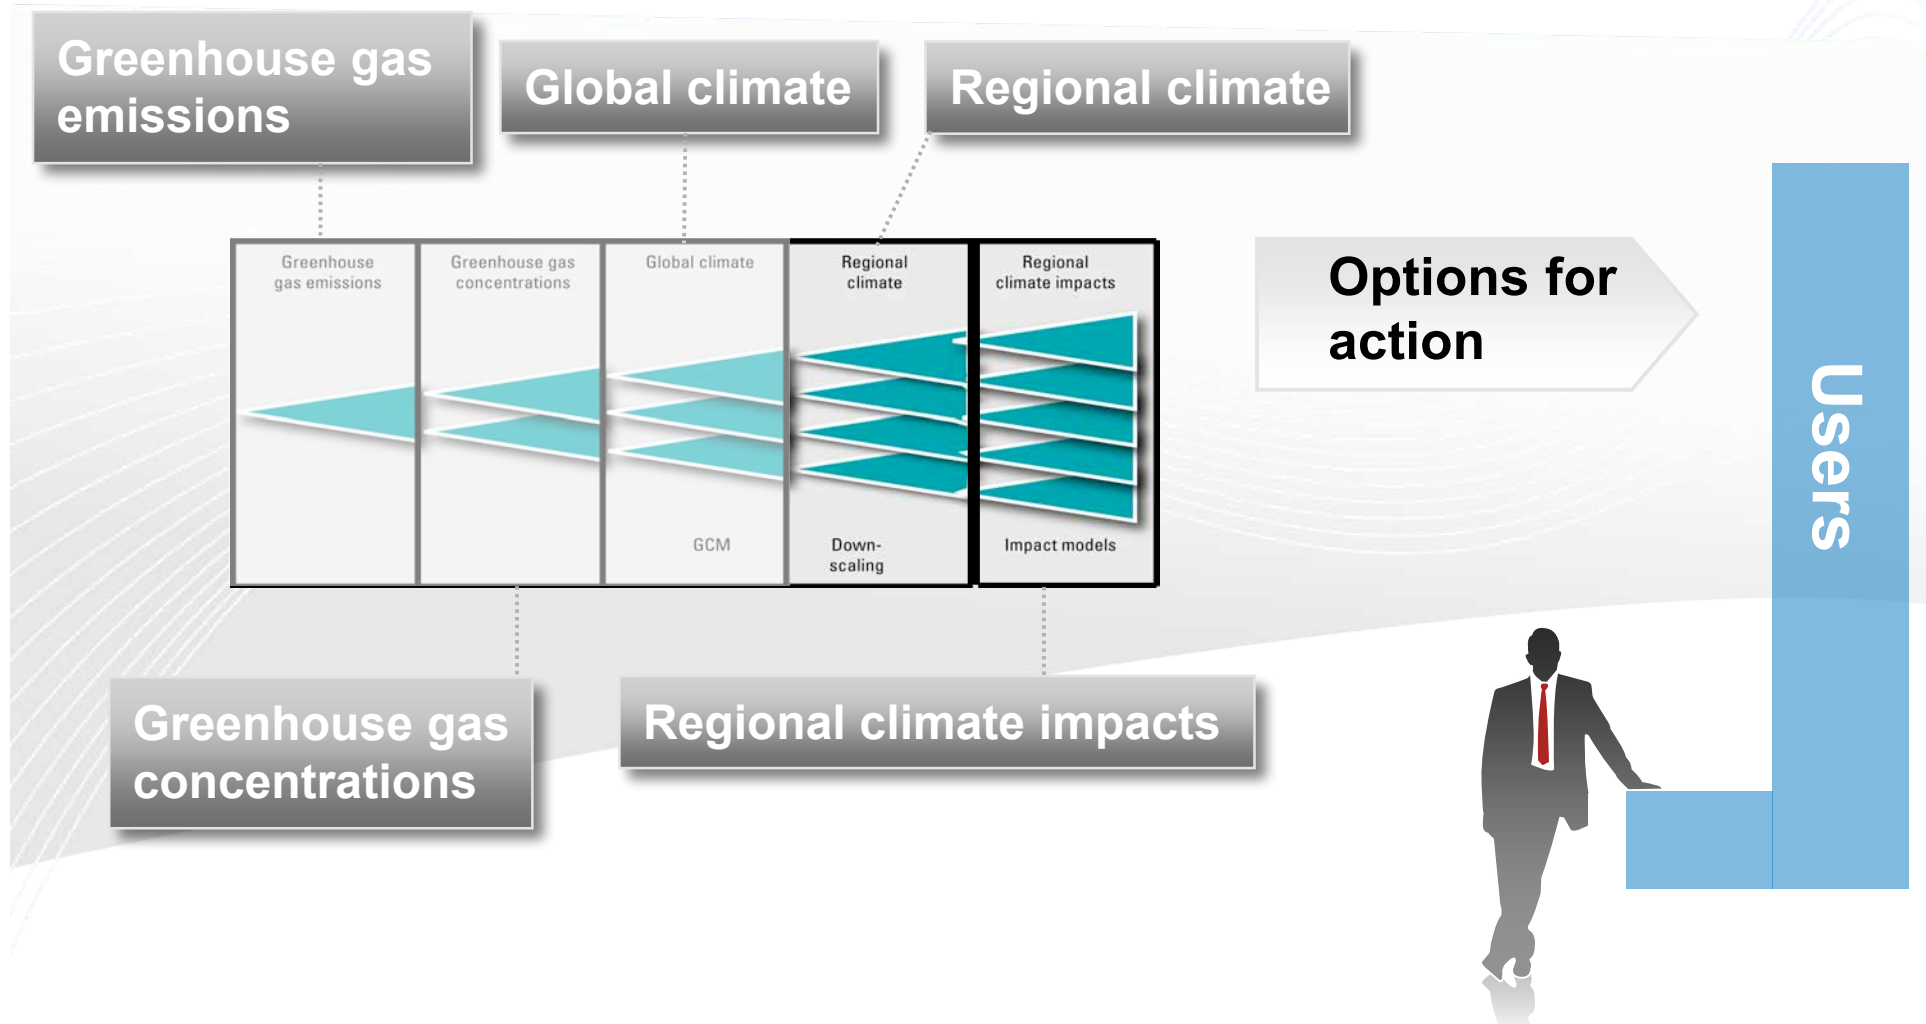 Greenhouse gas
emissions
Global climate
Regional climate
Greenhouse
gas emissions
Greenhouse gas
concentrations
Global climate
Regional
climate
Regional
climate impacts
GCM
Down-
scaling
Impact models
Options for
action
Users
Greenhouse gas
concentrations
Regional climate impacts